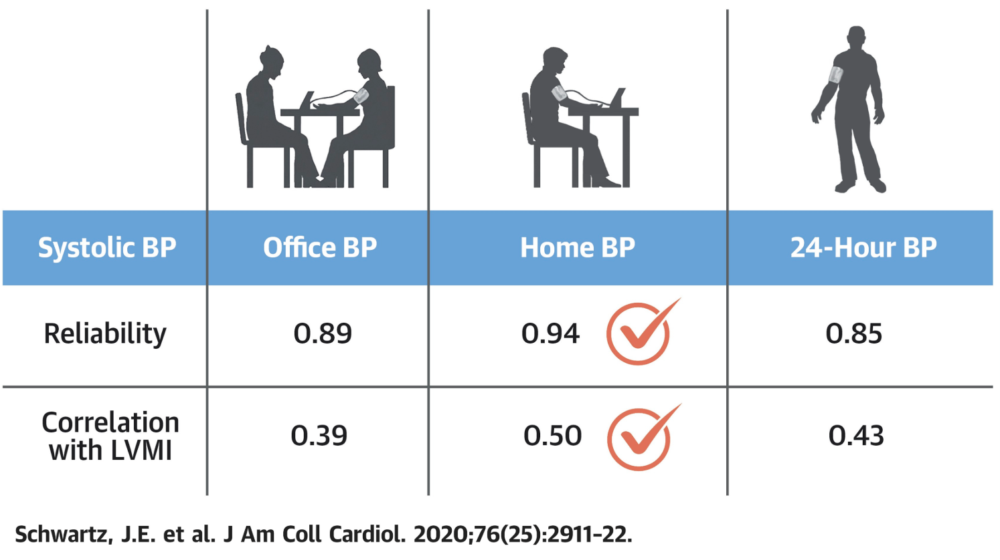 Systolic BP
Office BP
Home BP
24-Hour BP
Reliability
0.89
0.94
0.85
Correlation
with LVMI
0.39
0.50
0.43
Schwartz, J.E. et al. J Am Coll Cardiol. 2020;76(25):2911–22.